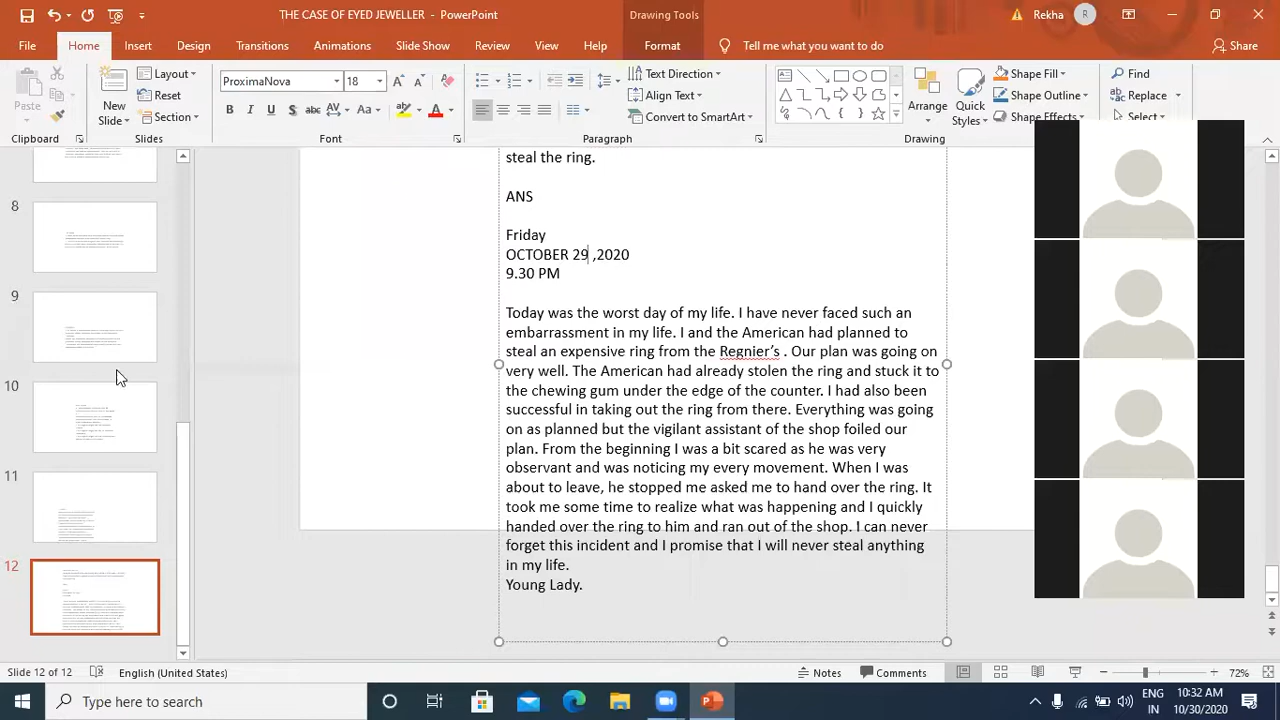 THE CASE OF EYED JEWELLER - PowerPoint
Drawing Tools
Rekha
R
File
Home
Insert
Design
Transitions
Animations
Slide Show
Review
View
Help
Format
Tell me what you want to do
Share
Paste
New
Slide
Layout
Reset
Section
ProximaNova
18
B I U S abc AV Aa
A
Text Direction
Align Text
Convert to SmartArt
Arrange
Quick
Styles
Shape Fill
Shape Outline
Shape Effects
Find
Replace
Select
Clipboard
Slides
Font
Paragraph
Drawing
8
9
10
11
12
steal the ring.
ANS
Friday
OCTOBER 29 ,2020
9.30 PM
Today was the worst day of my life. I have never faced such an
embarrassment in my life. I and the American had planned to
steal an expensive ring from the Regnier’s . Our plan was going on
very well. The American had already stolen the ring and stuck it to
the chewing gum under the edge of the counter. I had also been
successful in taking out the ring from there. Everything was going
on as planned but the vigilant assistant of the shop foiled our
plan. From the beginning I was a bit scared as he was very
observant and was noticing my every movement. When I was
about to leave, he stopped me asked me to hand over the ring. It
took me some time to realize what was happening and I quickly
handed over the ring to him and ran out of the shop. I can never
forget this incident and I promise that I will never steal anything
in my life.
Young Lady.
Slide 12 of 12
English (United States)
Notes
Comments
72%
Type here to search
ENG
IN
10:32 AM
10/30/2020